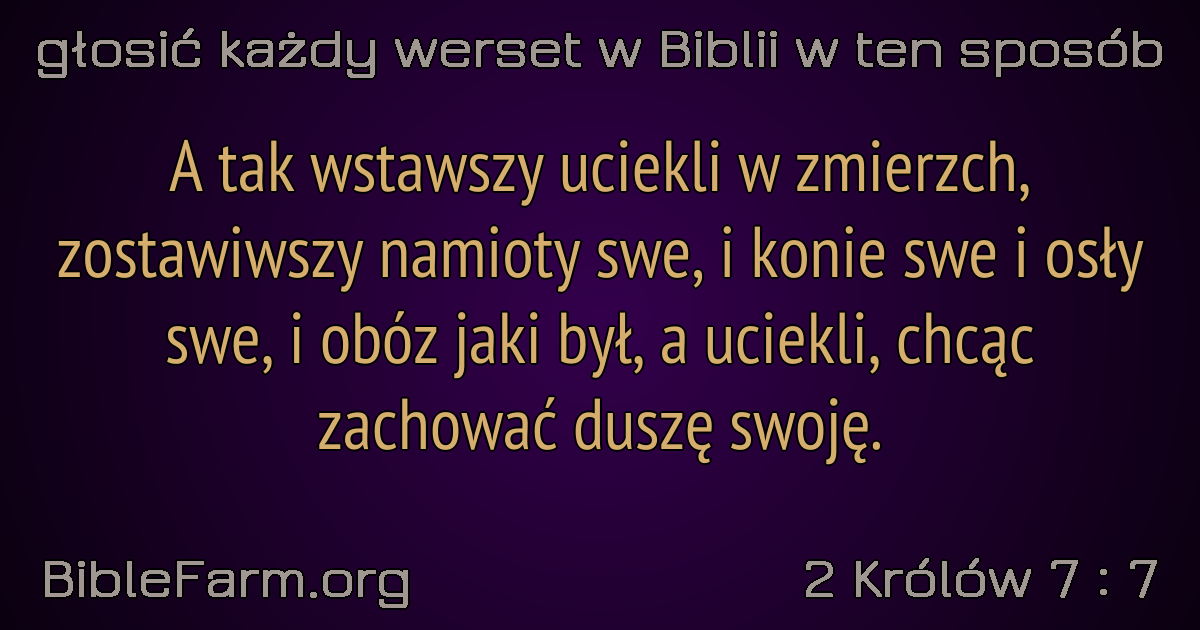 głosić każdy werset w Biblii w ten sposób
A tak wstawszy uciekli w zmierzch,
zostawiwszy namioty swe, i konie swe i osły
swe, i obóz jaki był, a uciekli, chcąc
zachować duszę swoję.
BibleFarm.org
2 Królów 7 : 7